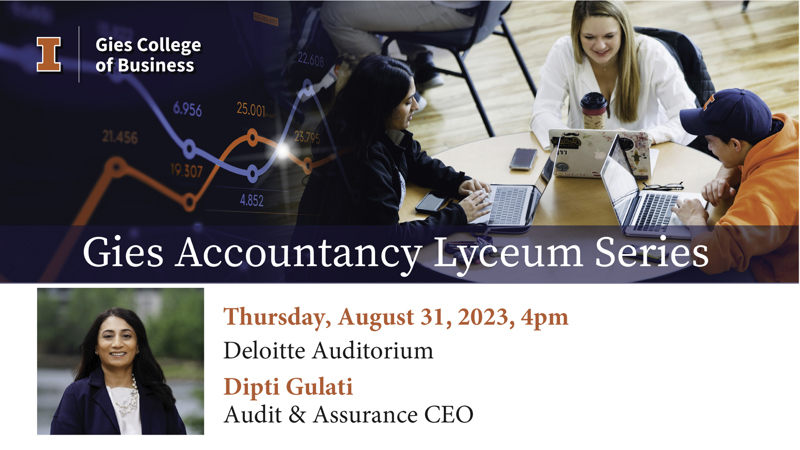 I
Gies College
of Business
22.608
6.956
25.001
21.456
23.795
19.307
4.852
Gies Accountancy Lyceum Series
Thursday, August 31, 2023, 4pm
Deloitte Auditorium
Dipti Gulati
Audit & Assurance CEO